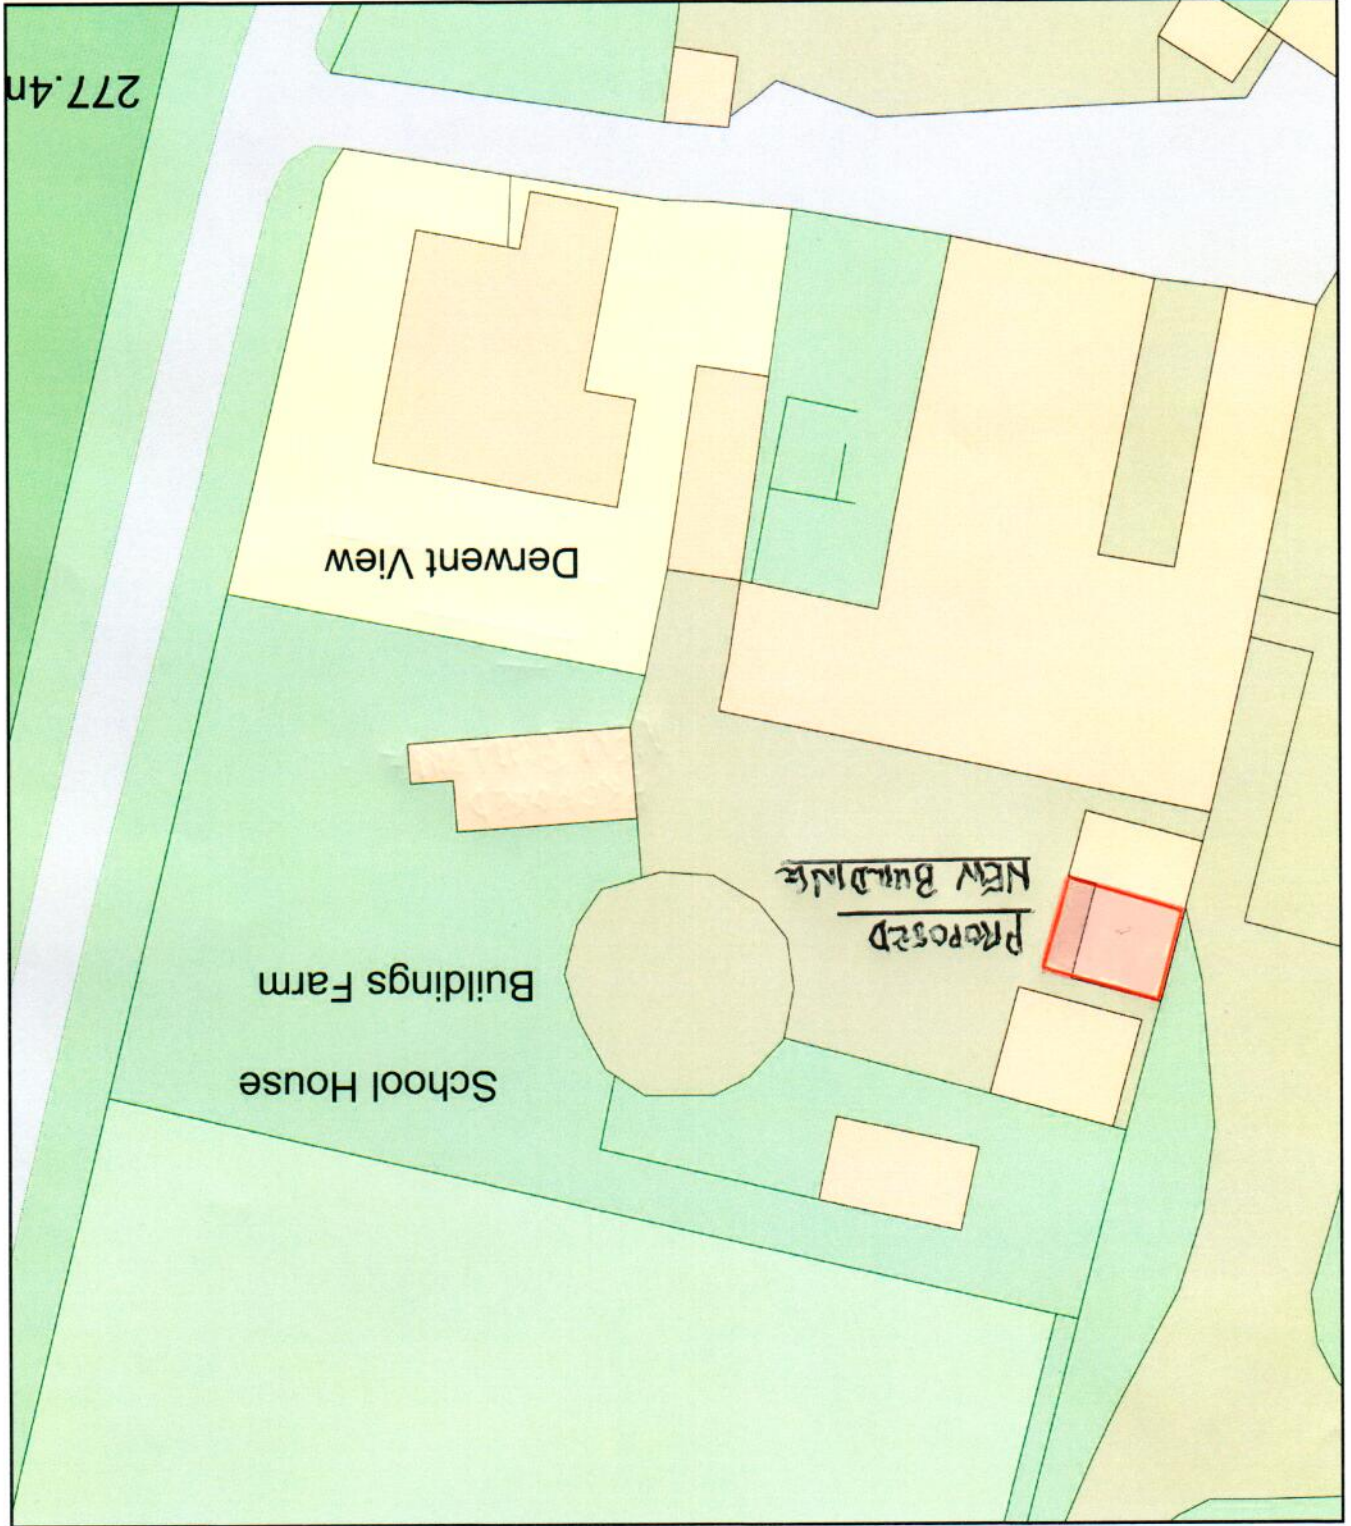 School House
Buildings Farm
PROPOSED
NEW BUILDING
Derwent View
277.4m